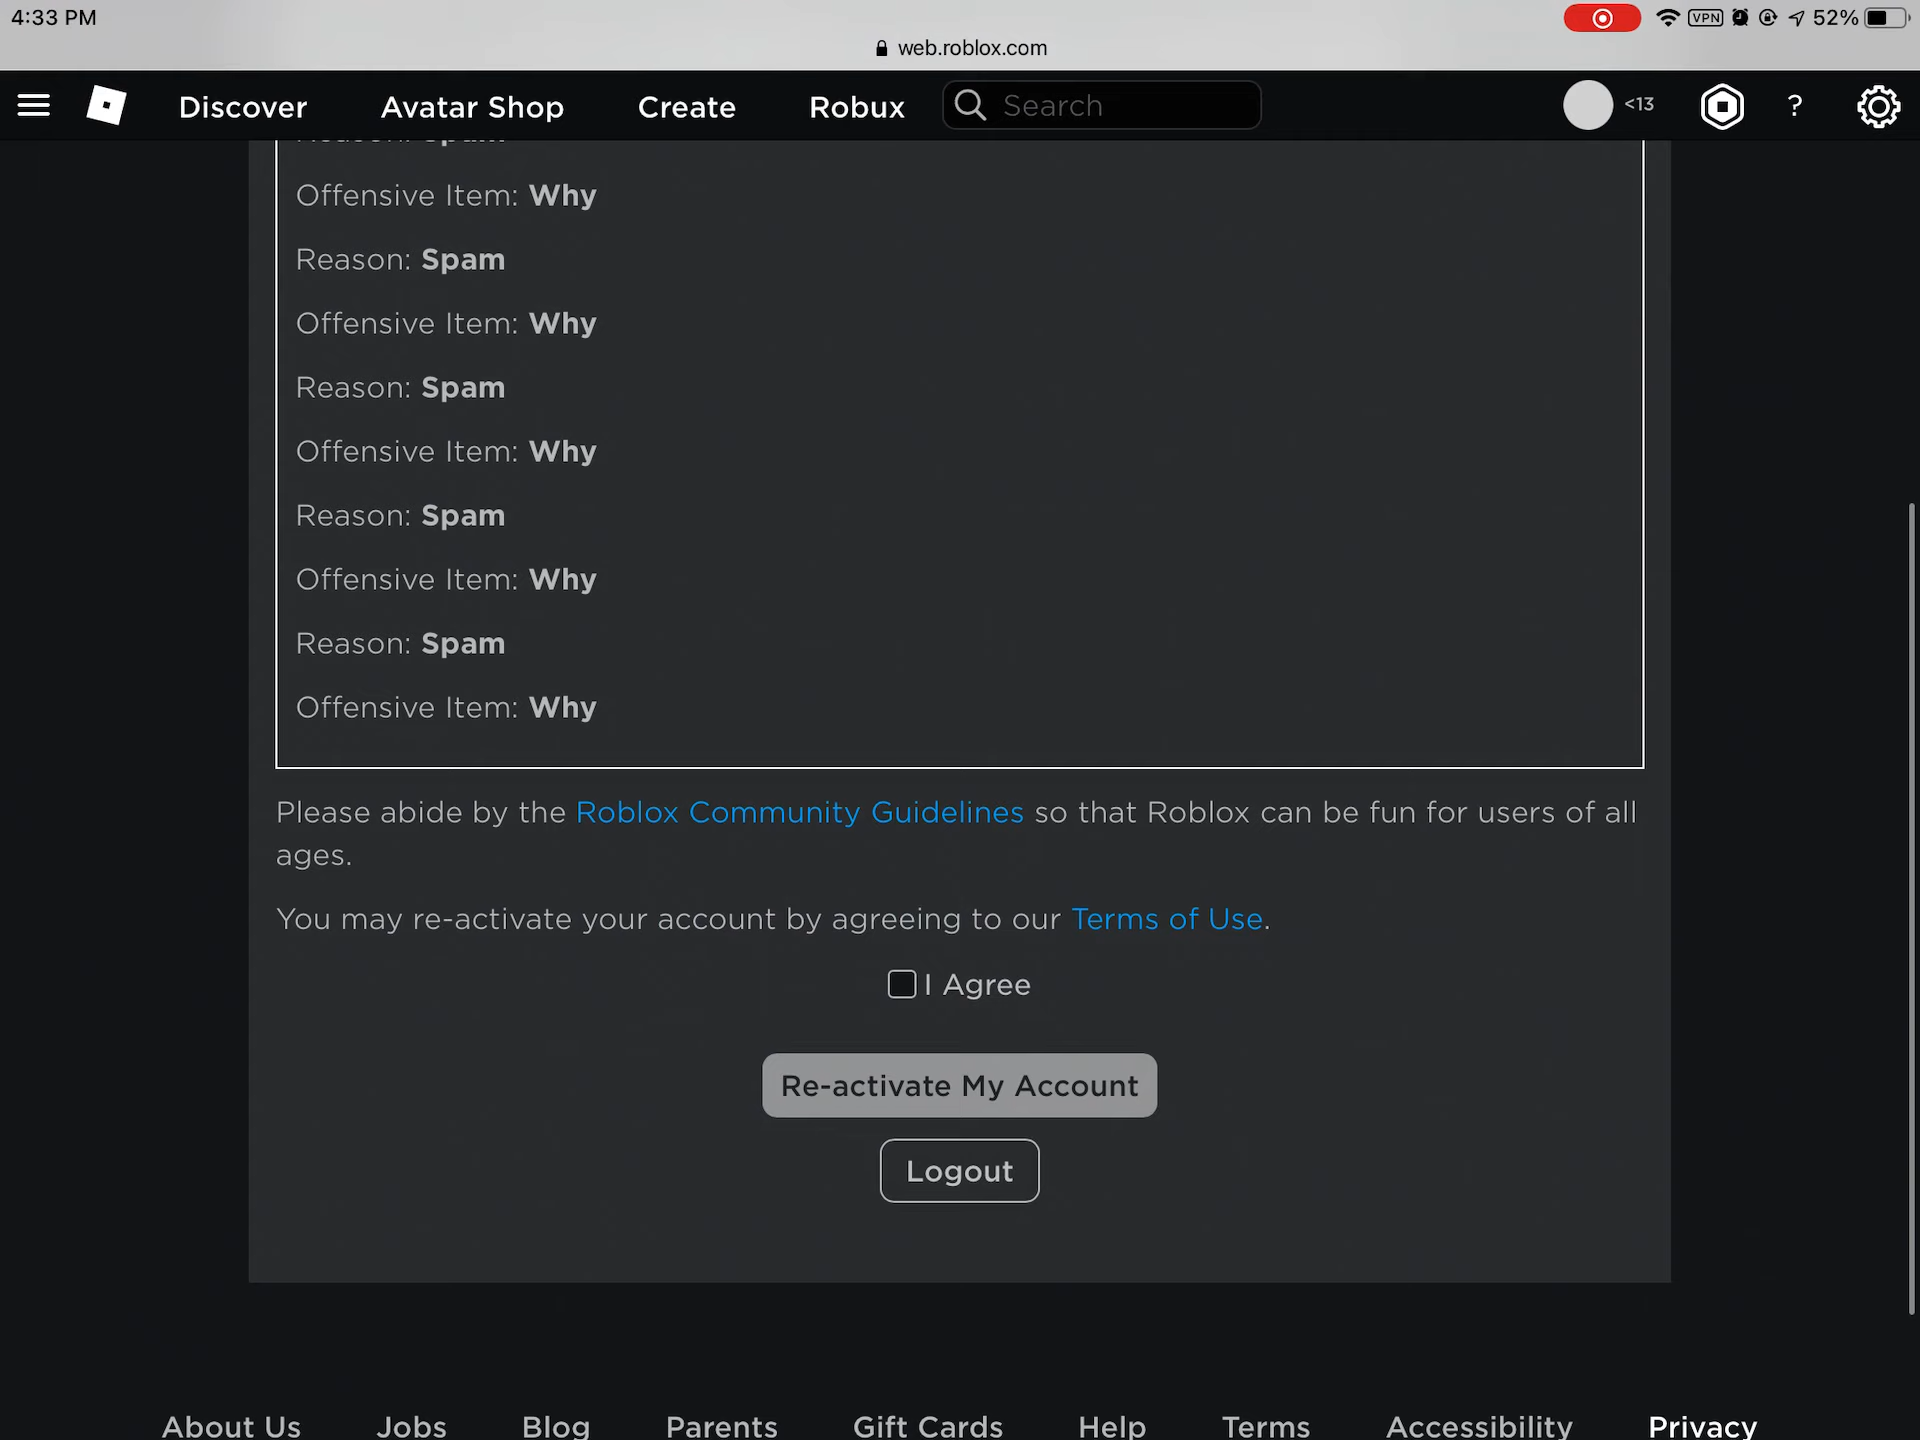 4:33 PM
VPN
52%
web.roblox.com
Discover
Avatar Shop
Create
Robux
Search
<13
?
Reason: Spam
Offensive Item: Why
Reason: Spam
Offensive Item: Why
Reason: Spam
Offensive Item: Why
Reason: Spam
Offensive Item: Why
Reason: Spam
Offensive Item: Why
Please abide by the Roblox Community Guidelines so that Roblox can be fun for users of all
ages.
You may re-activate your account by agreeing to our Terms of Use.
I Agree
Re-activate My Account
Logout
About Us
Jobs
Blog
Parents
Gift Cards
Help
Terms
Accessibility
Privacy